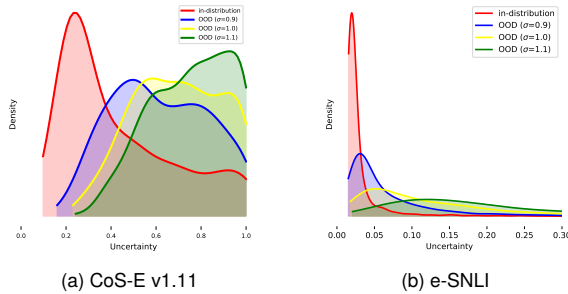 in-distribution
OOD (σ=0.9)
OOD (σ=1.0)
OOD (σ=1.1)
Density
0.0 0.2 0.4 0.6 0.8 1.0
Uncertainty
(a) CoS-E v1.11
in-distribution
OOD (σ=0.9)
OOD (σ=1.0)
OOD (σ=1.1)
Density
0.00 0.05 0.10 0.15 0.20 0.25 0.30
Uncertainty
(b) e-SNLI